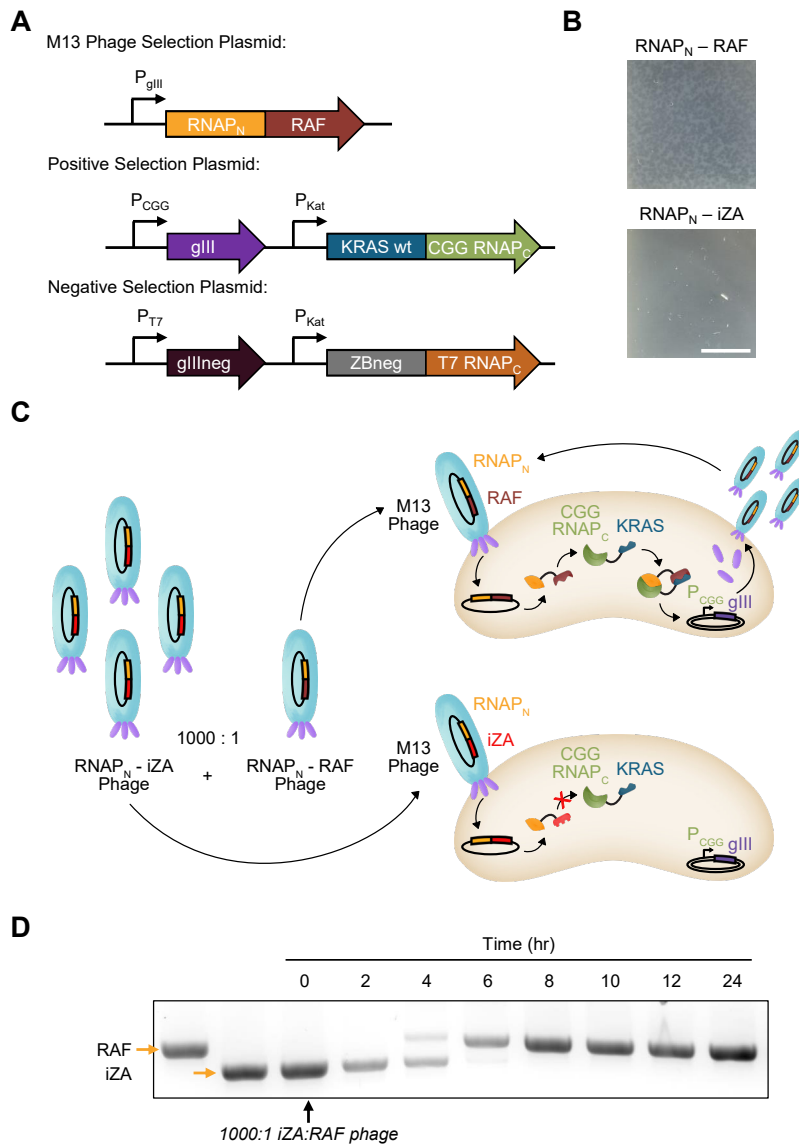 A
M13 Phage Selection Plasmid:
PgIII
RNAPN
RAF
Positive Selection Plasmid:
PCGG
PKat
gIII
KRAS wt
CGG RNAPC
Negative Selection Plasmid:
PT7
PKat
gIIIneg
ZBneg
T7 RNAPC
B
RNAPN – RAF
RNAPN – iZA
C
RNAPN - iZA
Phage
1000 : 1
+
RNAPN - RAF
Phage
M13
Phage
RNAPN
RAF
CGG
RNAPC
KRAS
PCGG
gIII
M13
Phage
RNAPN
iZA
CGG
RNAPC
KRAS
PCGG
gIII
D
Time (hr)
0 2 4 6 8 10 12 24
RAF
iZA
1000:1 iZA:RAF phage